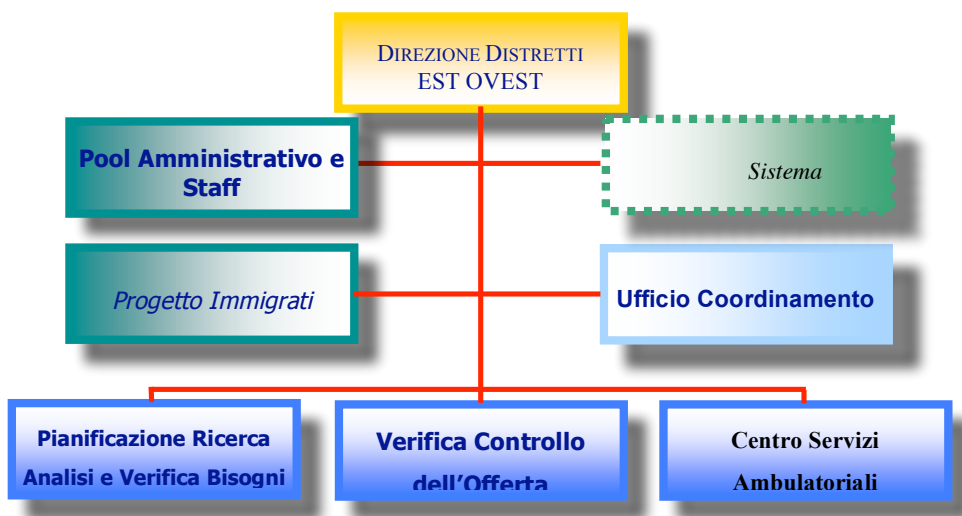 DIREZIONE DISTRETTI
EST OVEST
Pool Amministrativo e
Staff
Sistema
Progetto Immigrati
Ufficio Coordinamento
Pianificazione Ricerca
Analisi e Verifica Bisogni
Verifica Controllo
dell'Offerta
Centro Servizi
Ambulatoriali